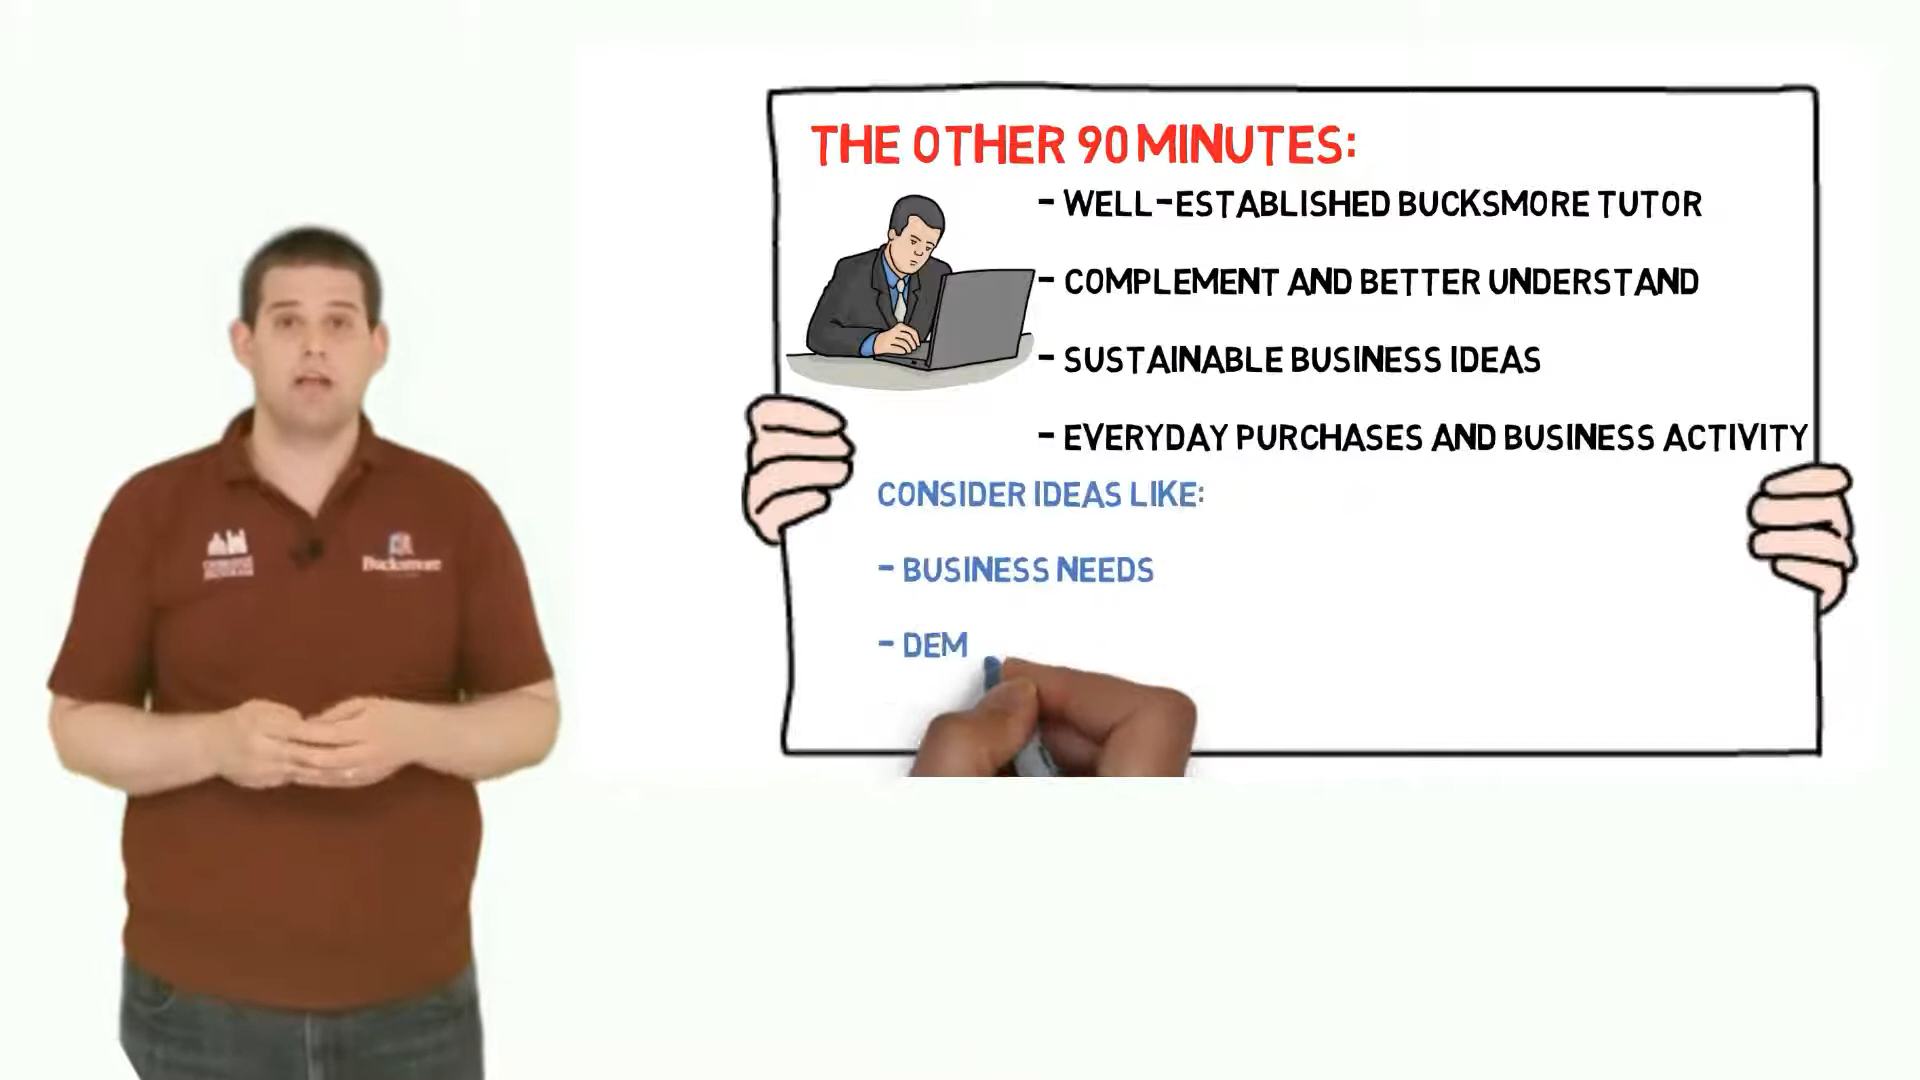 THE OTHER 90 MINUTES:
- WELL-ESTABLISHED BUCKSMORE TUTOR
- COMPLEMENT AND BETTER UNDERSTAND
- SUSTAINABLE BUSINESS IDEAS
- EVERYDAY PURCHASES AND BUSINESS ACTIVITY
CONSIDER IDEAS LIKE:
- BUSINESS NEEDS
- DEM
Bucksmore